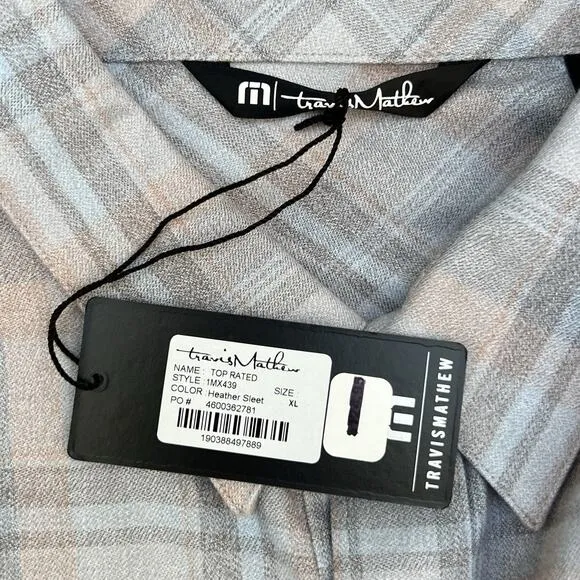 travisMathew
travisMathew
NAME : TOP RATED
STYLE : 1MX439 SIZE :
COLOR : Heather Sleet XL
PO # 4600362781
190388497889
TRAVISMATHEW